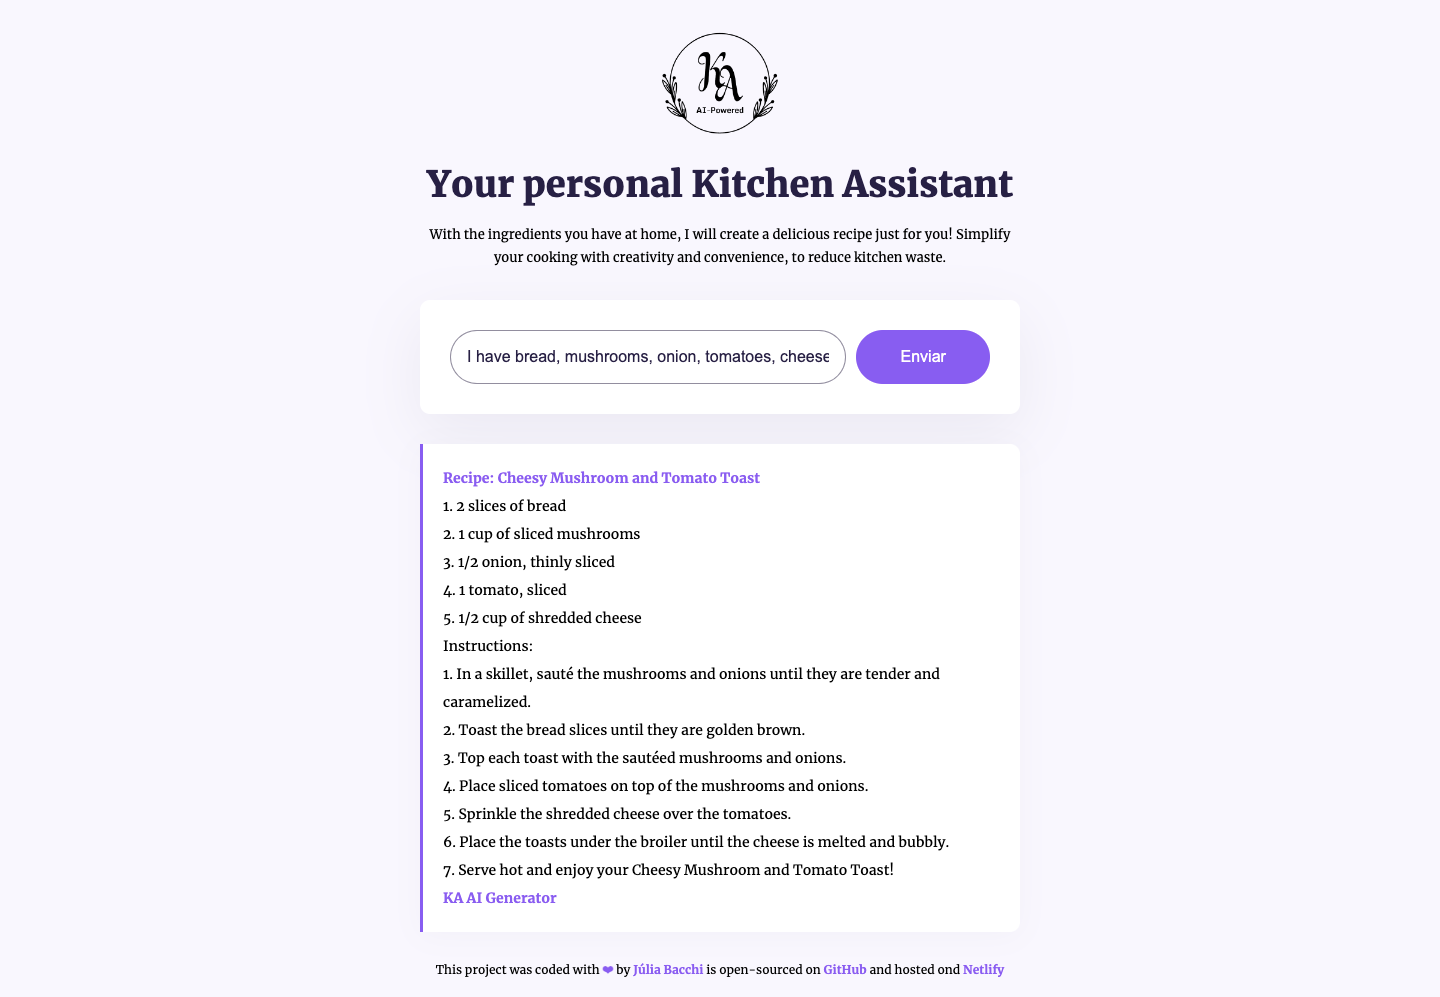 KA
AI-Powered
Your personal Kitchen Assistant
With the ingredients you have at home, I will create a delicious recipe just for you! Simplify
your cooking with creativity and convenience, to reduce kitchen waste.
I have bread, mushrooms, onion, tomatoes, cheese
Enviar
Recipe: Cheesy Mushroom and Tomato Toast
1. 2 slices of bread
2. 1 cup of sliced mushrooms
3. 1/2 onion, thinly sliced
4. 1 tomato, sliced
5. 1/2 cup of shredded cheese
Instructions:
1. In a skillet, sauté the mushrooms and onions until they are tender and
caramelized.
2. Toast the bread slices until they are golden brown.
3. Top each toast with the sautéed mushrooms and onions.
4. Place sliced tomatoes on top of the mushrooms and onions.
5. Sprinkle the shredded cheese over the tomatoes.
6. Place the toasts under the broiler until the cheese is melted and bubbly.
7. Serve hot and enjoy your Cheesy Mushroom and Tomato Toast!
KA AI Generator
This project was coded with ❤ by Júlia Bacchi is open-sourced on GitHub and hosted ond Netlify